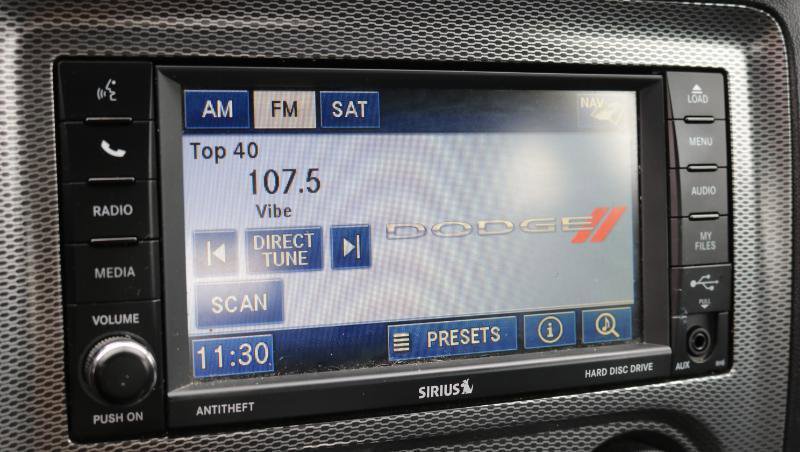 AM FM SAT NAV
Top 40
107.5
Vibe
DODGE
DIRECT
TUNE
SCAN
PRESETS
11:30
RADIO
MEDIA
VOLUME
PUSH ON
ANTITHEFT
SIRIUS
HARD DISC DRIVE
LOAD
MENU
AUDIO
MY
FILES
PULL
AUX